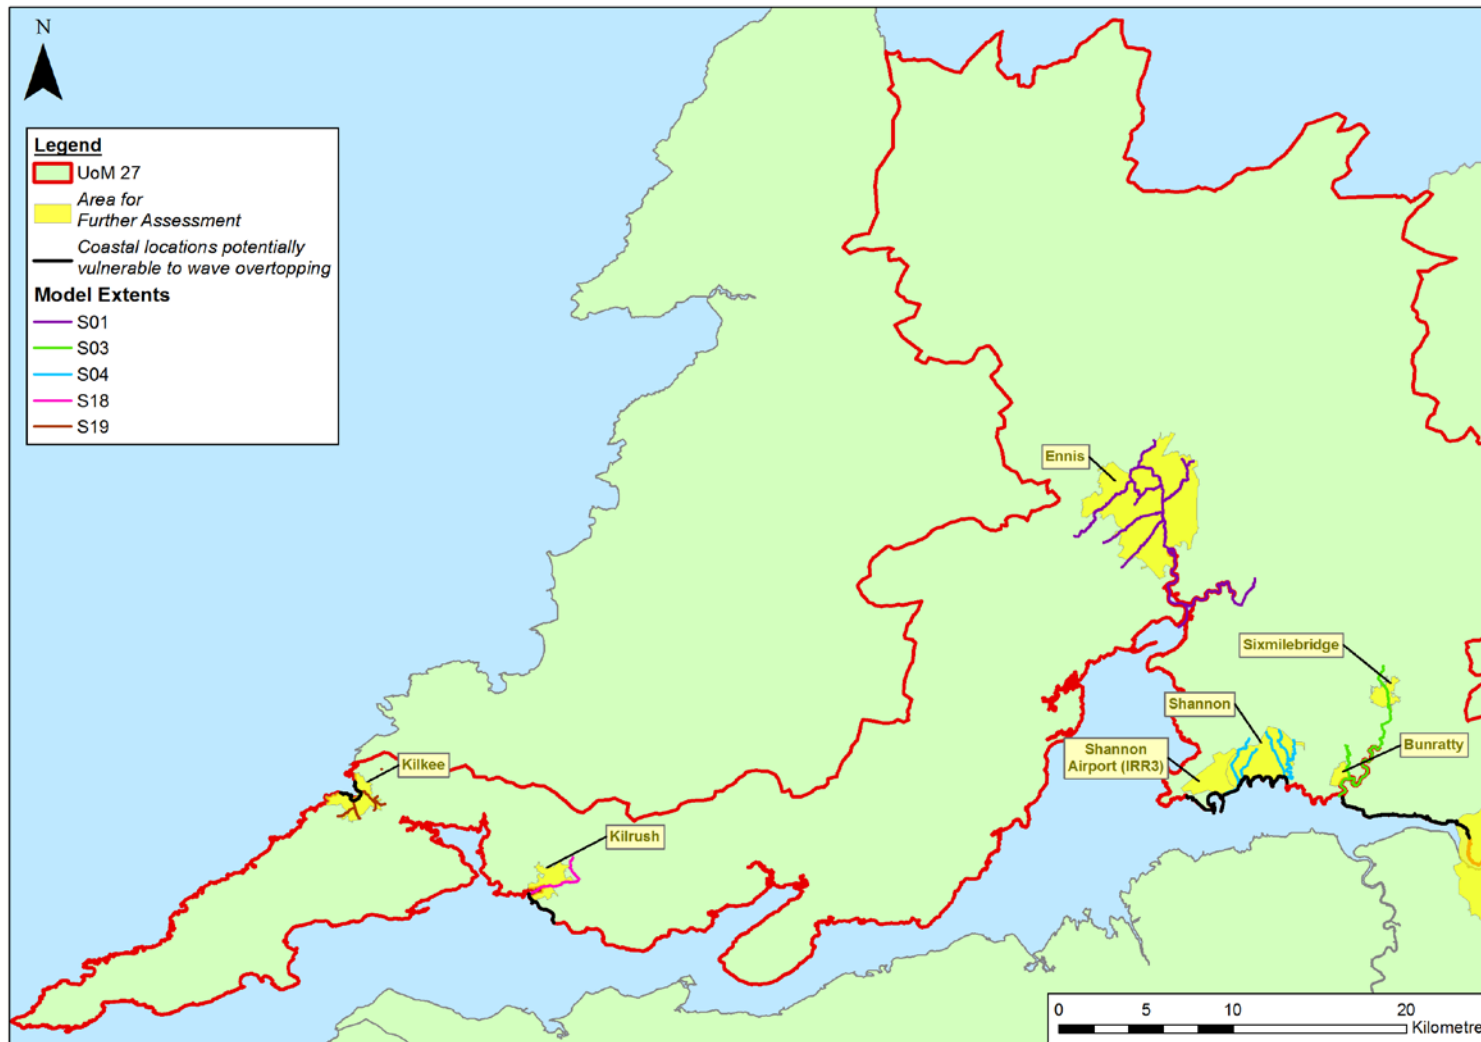 N
Legend
UoM 27
Area for
Further Assessment
Coastal locations potentially
vulnerable to wave overtopping
Model Extents
S01
S03
S04
S18
S19
Ennis
Sixmilebridge
Shannon
Shannon
Airport (IRR3)
Bunratty
Kilkee
Kilrush
0 5 10 20
Kilometre